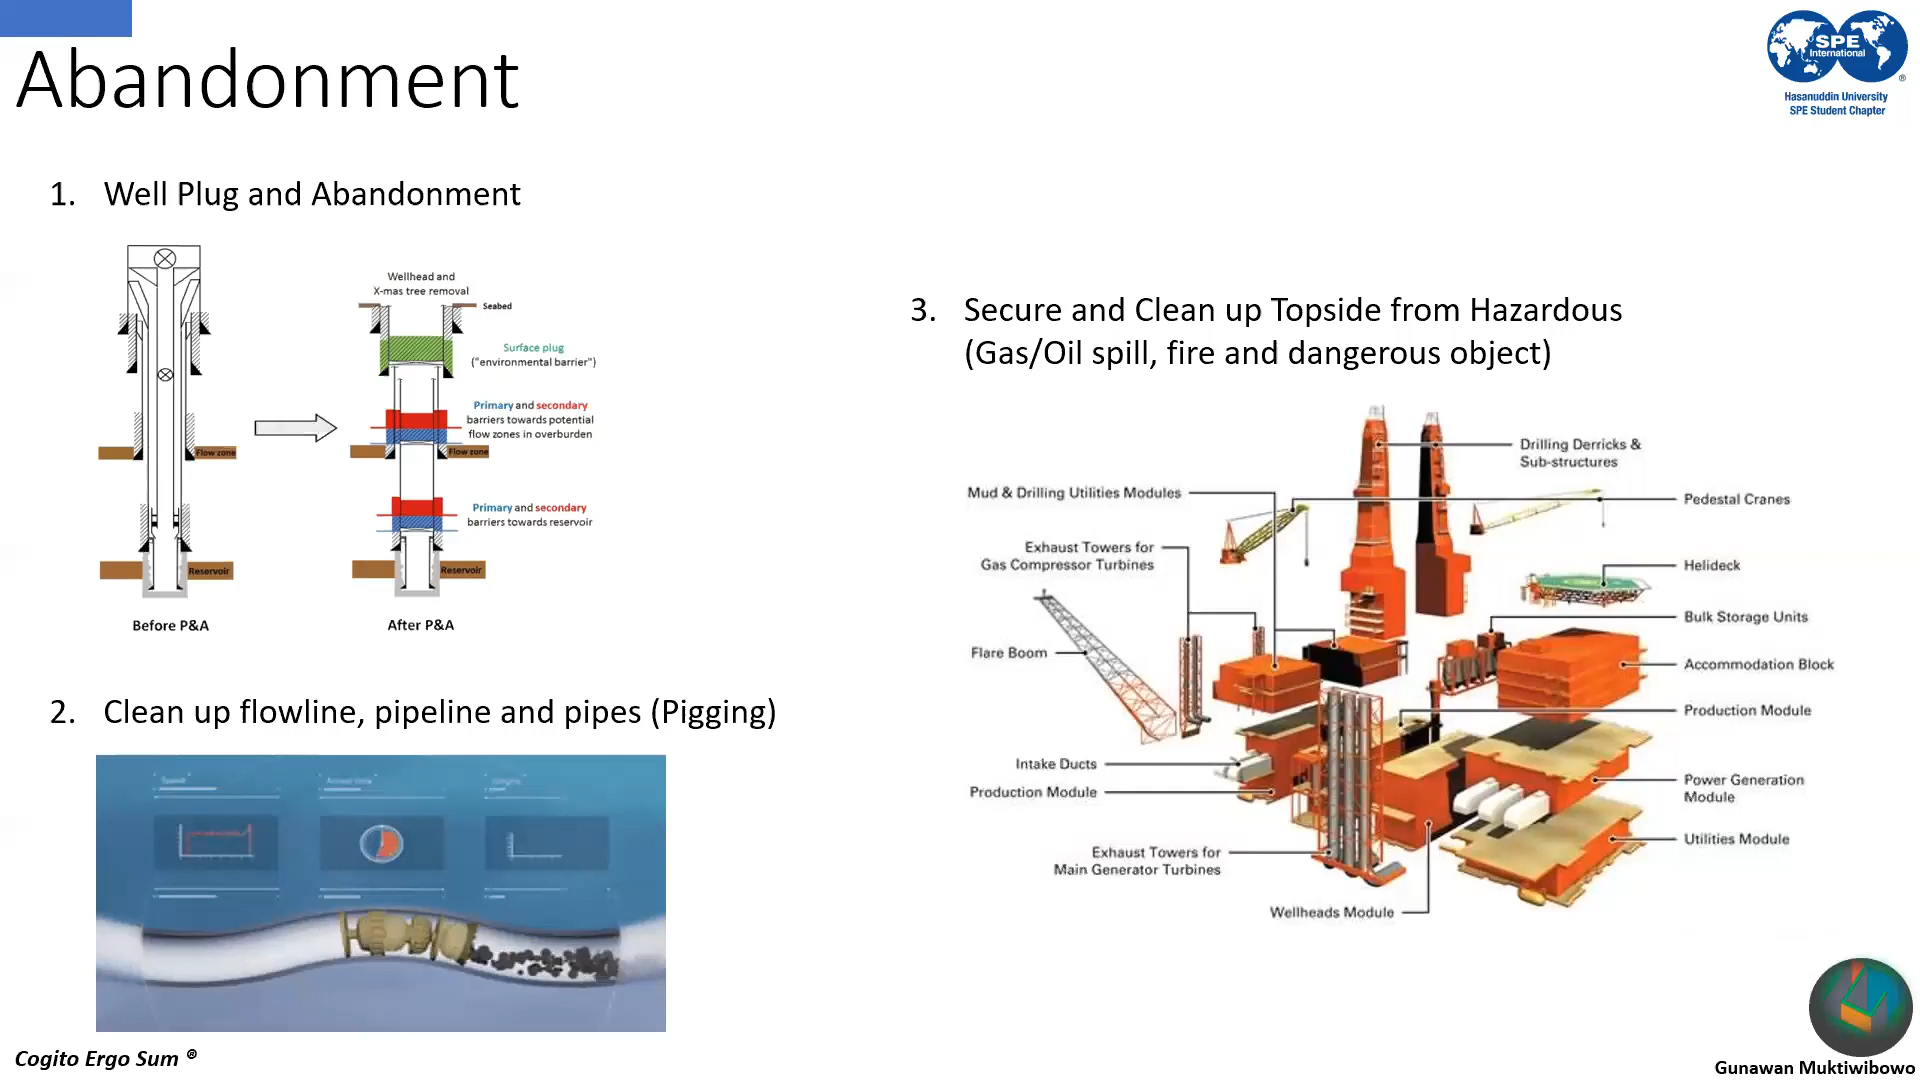 Abandonment
SPE
International
®
Hasanuddin University
SPE Student Chapter
1. Well Plug and Abandonment
Wellhead and
X-mas tree removal
Seabed
Surface plug
("environmental barrier")
Primary and secondary
barriers towards potential
flow zones in overburden
Flow zone
Flow zone
Primary and secondary
barriers towards reservoir
Reservoir
Reservoir
Before P&A
After P&A
2. Clean up flowline, pipeline and pipes (Pigging)
3. Secure and Clean up Topside from Hazardous
(Gas/Oil spill, fire and dangerous object)
Drilling Derricks &
Sub-structures
Mud & Drilling Utilities Modules
Pedestal Cranes
Exhaust Towers for
Gas Compressor Turbines
Helideck
Bulk Storage Units
Flare Boom
Accommodation Block
Production Module
Intake Ducts
Production Module
Power Generation
Module
Utilities Module
Exhaust Towers for
Main Generator Turbines
Wellheads Module
Cogito Ergo Sum ®
Gunawan Muktiwibowo